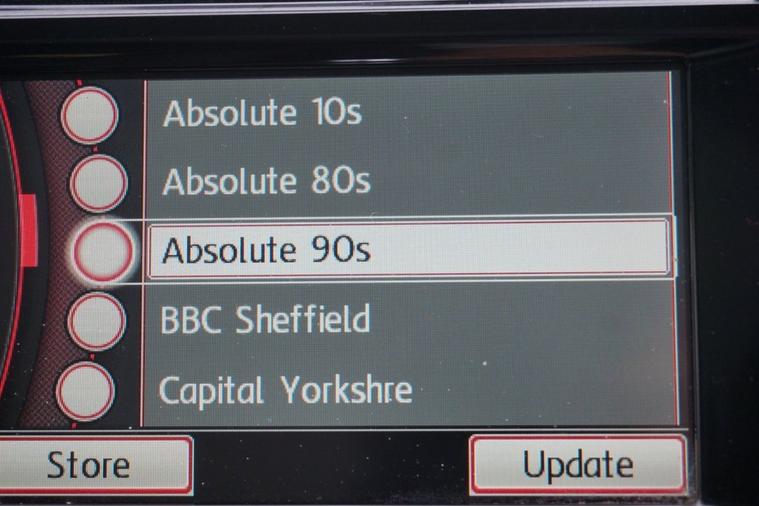 Absolute 10s
Absolute 80s
Absolute 90s
BBC Sheffield
Capital Yorkshre
Store
Update